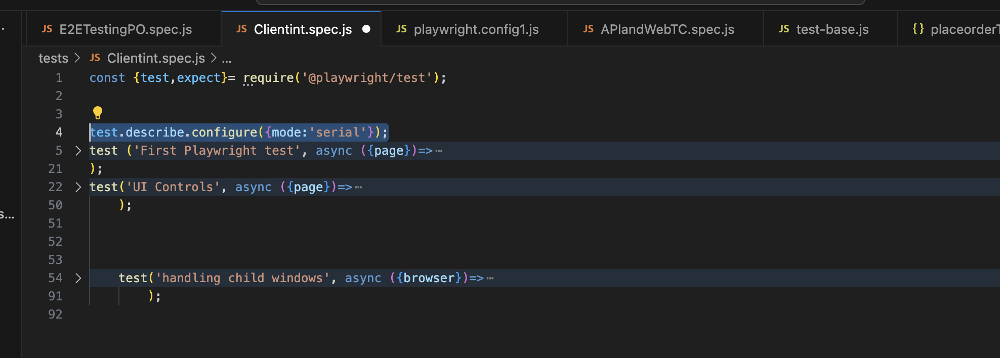 JS E2ETestingPO.spec.js JS Clientint.spec.js JS playwright.config1.js JS APIandWebTC.spec.js JS test-base.js {} placeorderT
tests > JS Clientint.spec.js > ...
1 const {test,expect}= require('@playwright/test');
2
3
4 test.describe.configure({mode:'serial'});
5 test ('First Playwright test', async ({page})=>⋯
21 );
22 test('UI Controls', async ({page})=>⋯
50 );
s...
51
52
53
54 test('handling child windows', async ({browser})=>⋯
91 );
92